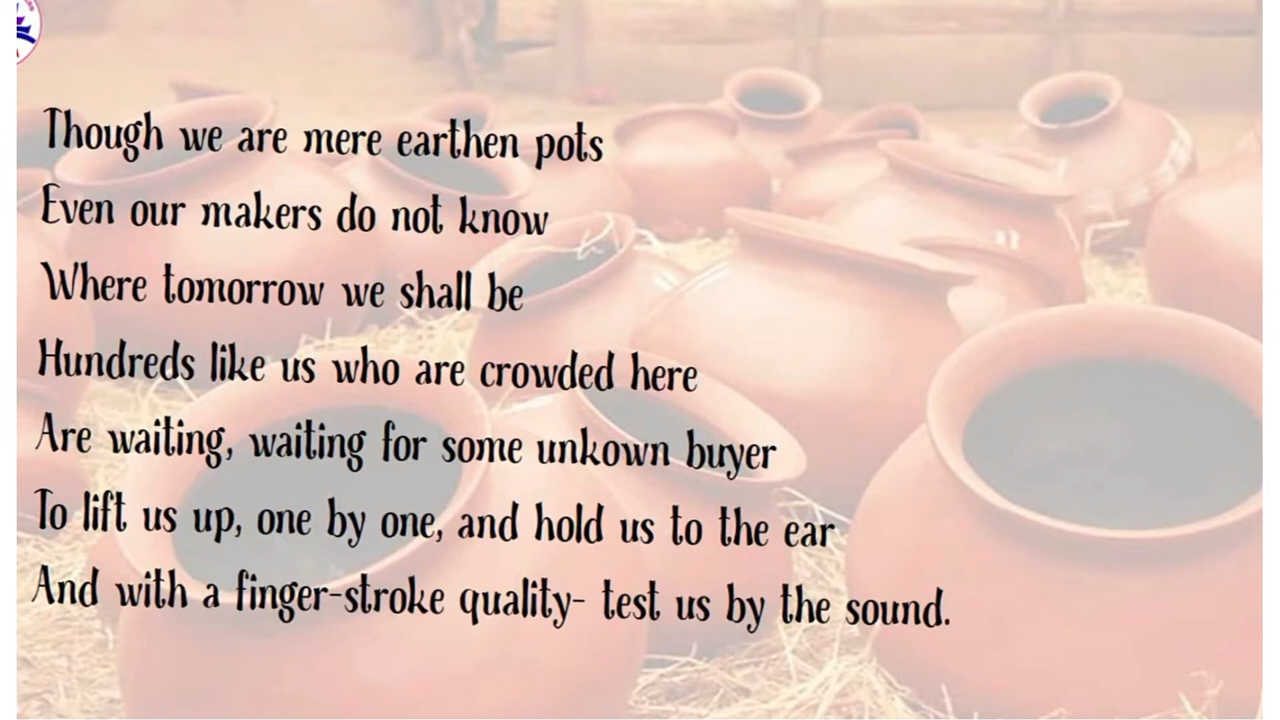 Though we are mere earthen pots
Even our makers do not know
Where tomorrow we shall be
Hundreds like us who are crowded here
Are waiting, waiting for some unkown buyer
To lift us up, one by one, and hold us to the ear
And with a finger-stroke quality- test us by the sound.